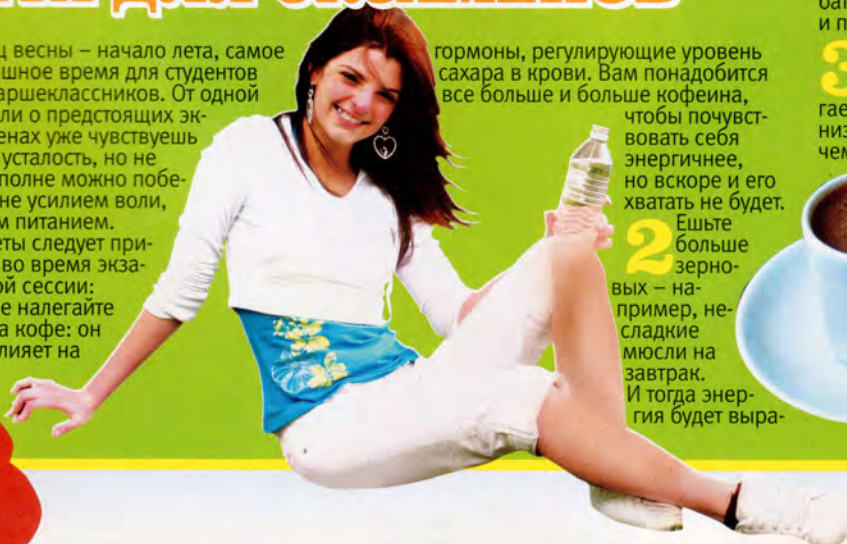 ДЛЯ ЭКЗАМЕНОВ
ц весны – начало лета, самое
шное время для студентов
аршеклассников. От одной
ли о предстоящих эк-
енах уже чувствуешь
усталость, но не
полне можно побе-
не усилием воли,
м питанием.
еты следует при-
во время экза-
ой сессии:
е налегайте
а кофе: он
лияет на
гормоны, регулирующие уровень
сахара в крови. Вам понадобится
все больше и больше кофеина,
чтобы почувст-
вовать себя
энергичнее,
но вскоре и его
хватать не будет.
2 Ешьте
больше
зерно-
вых – на-
пример, не-
сладкие
мюсли на
завтрак.
И тогда энер-
гия будет выра-
бат
и п
3
гае
низ
чем